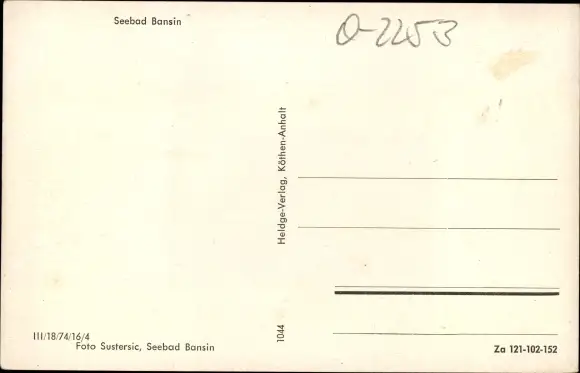 Seebad Bansin
O-2253
Heldge-Verlag, Köthen-Anhalt
1044
III/18/74/16/4
Foto Sustersic, Seebad Bansin
Za 121-102-152